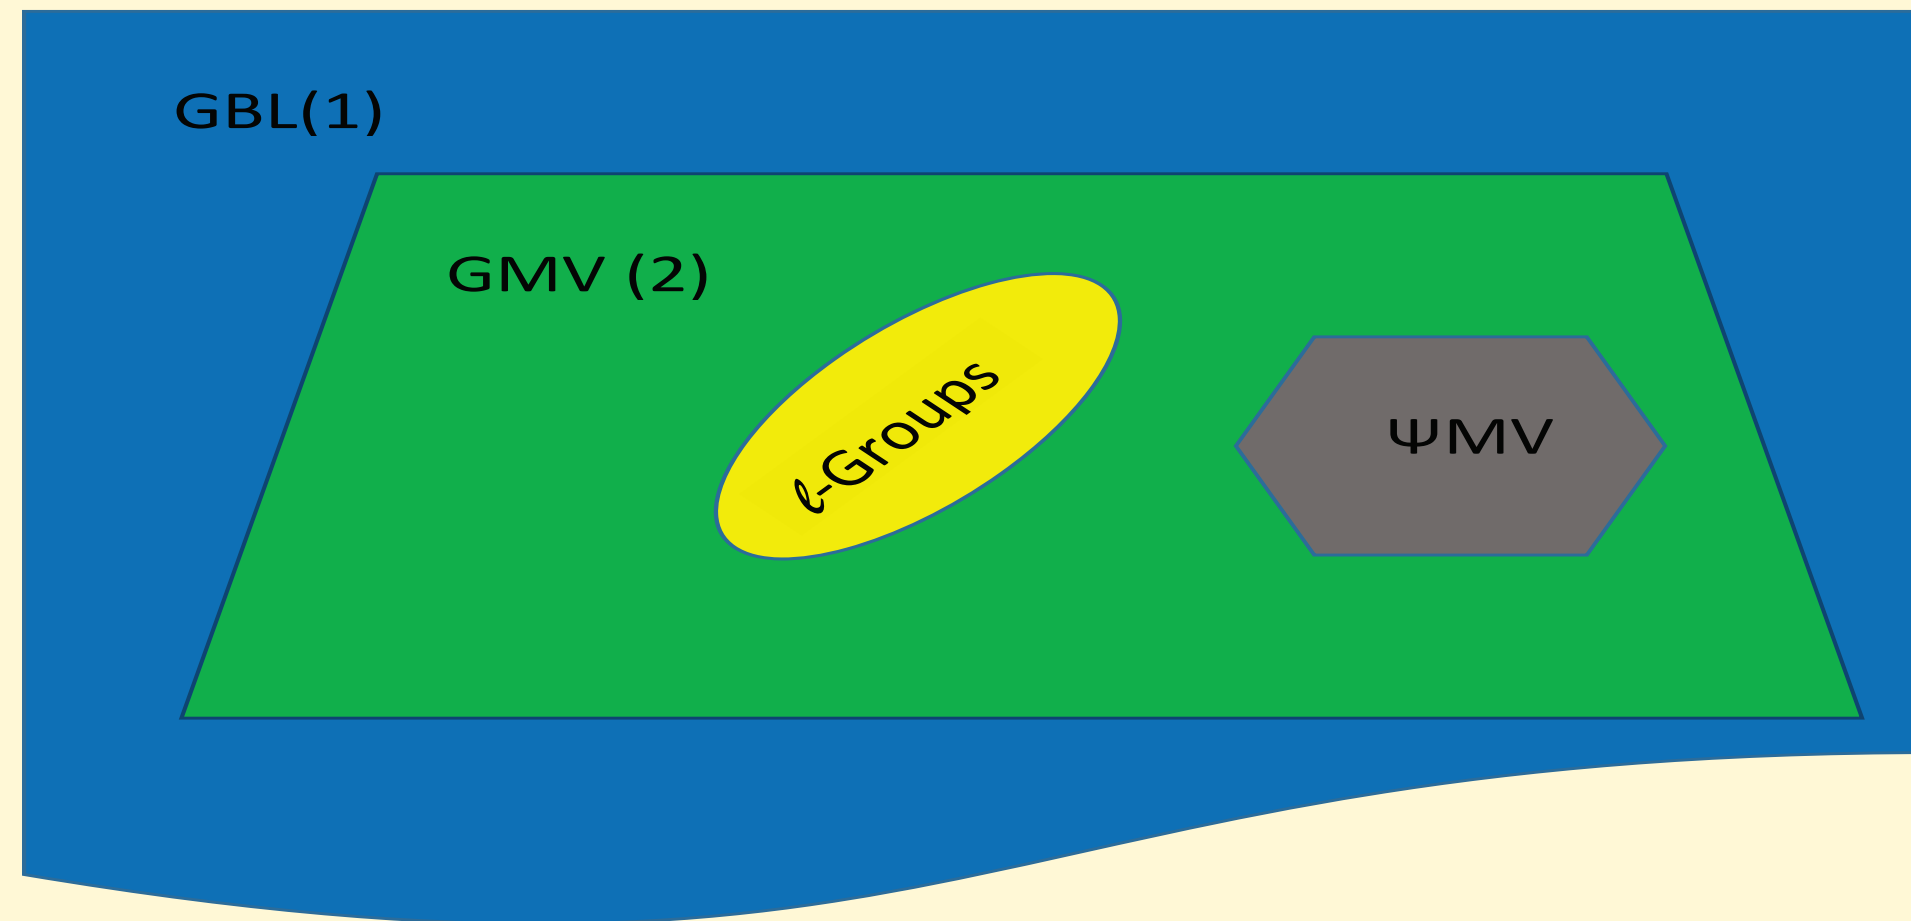 GBL(1)
GMV (2)
ℓ-Groups
ΨMV